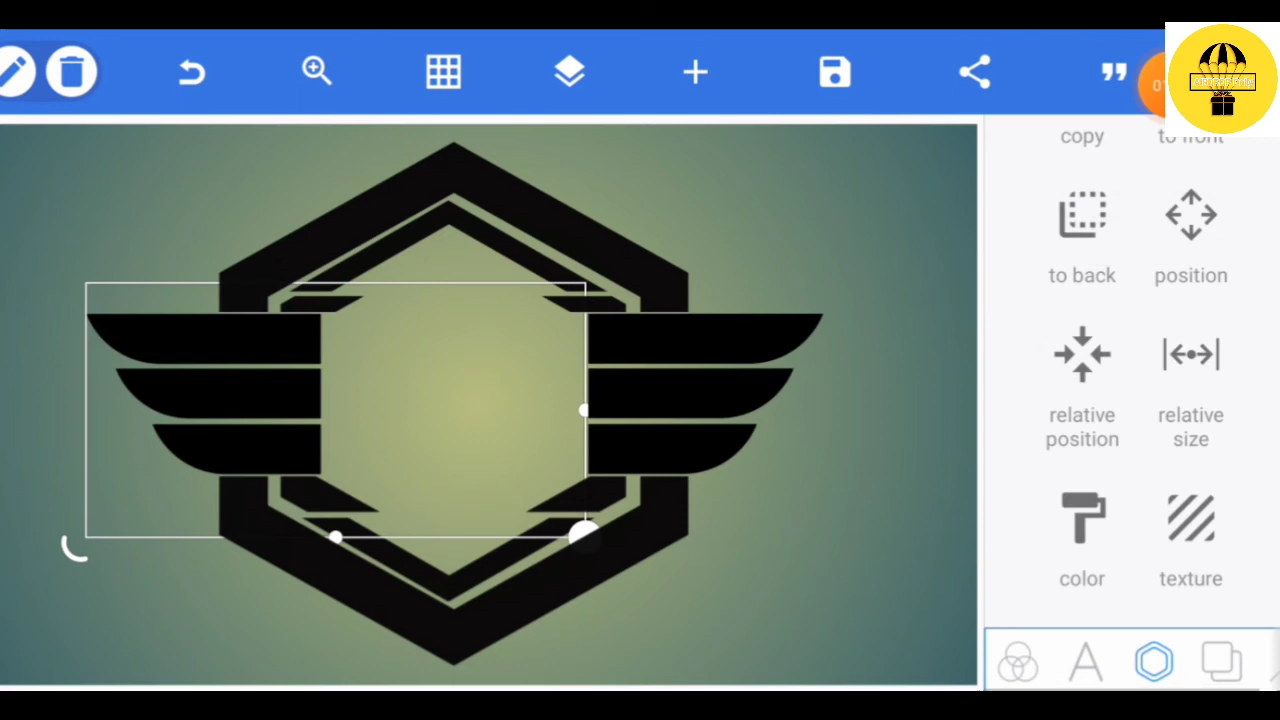 copy
to front
to back
position
relative
position
relative
size
color
texture